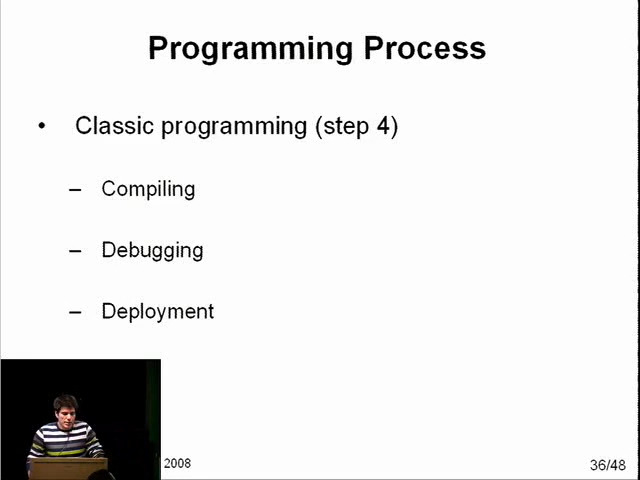 Programming Process
• Classic programming (step 4)
– Compiling
– Debugging
– Deployment
2008
36/48